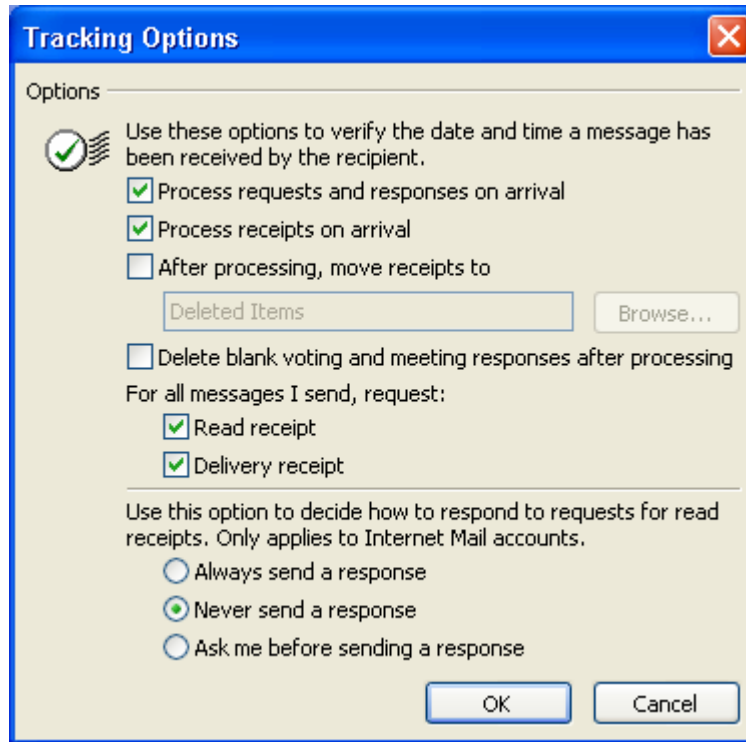 Tracking Options
Options
Use these options to verify the date and time a message has
been received by the recipient.
Process requests and responses on arrival
Process receipts on arrival
After processing, move receipts to
Deleted Items
Browse...
Delete blank voting and meeting responses after processing
For all messages I send, request:
Read receipt
Delivery receipt
Use this option to decide how to respond to requests for read
receipts. Only applies to Internet Mail accounts.
Always send a response
Never send a response
Ask me before sending a response
OK
Cancel